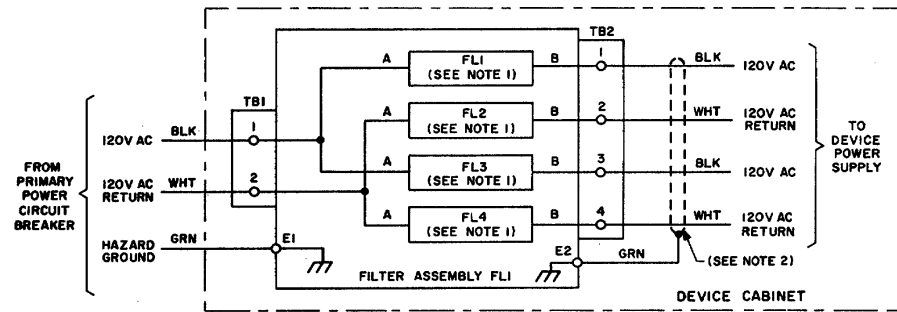 TB2
A FL1 B 1 BLK 120V AC
(SEE NOTE 1)
TB1
A FL2 B 2 WHT 120V AC
(SEE NOTE 1) RETURN
120V AC BLK 1
A FL3 B 3 BLK 120V AC
(SEE NOTE 1)
120V AC WHT 2
RETURN
A FL4 B 4 WHT 120V AC
(SEE NOTE 1) RETURN
FROM
PRIMARY
POWER
CIRCUIT
BREAKER
TO
DEVICE
POWER
SUPPLY
HAZARD GRN E1
GROUND
E2 GRN (SEE NOTE 2)
FILTER ASSEMBLY FL1
DEVICE CABINET